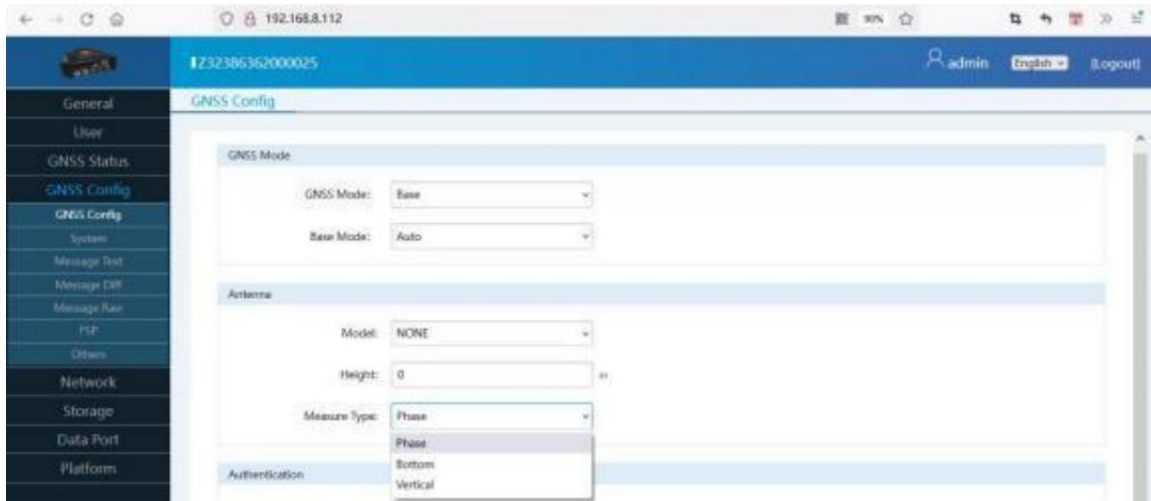 192.168.8.112
90%
Z32386362000025
admin
English
[Logout]
General
GNSS Config
User
GNSS Status
GNSS Mode
GNSS Config
GNSS Mode: Base
GNSS Config
System
Base Mode: Auto
Message Text
Message Diff
Antenna
Message Raw
Model: NONE
Others
Network
Height: 0 m
Storage
Measure Type: Phase
Data Port
Phase
Platform
Bottom
Authentication
Vertical